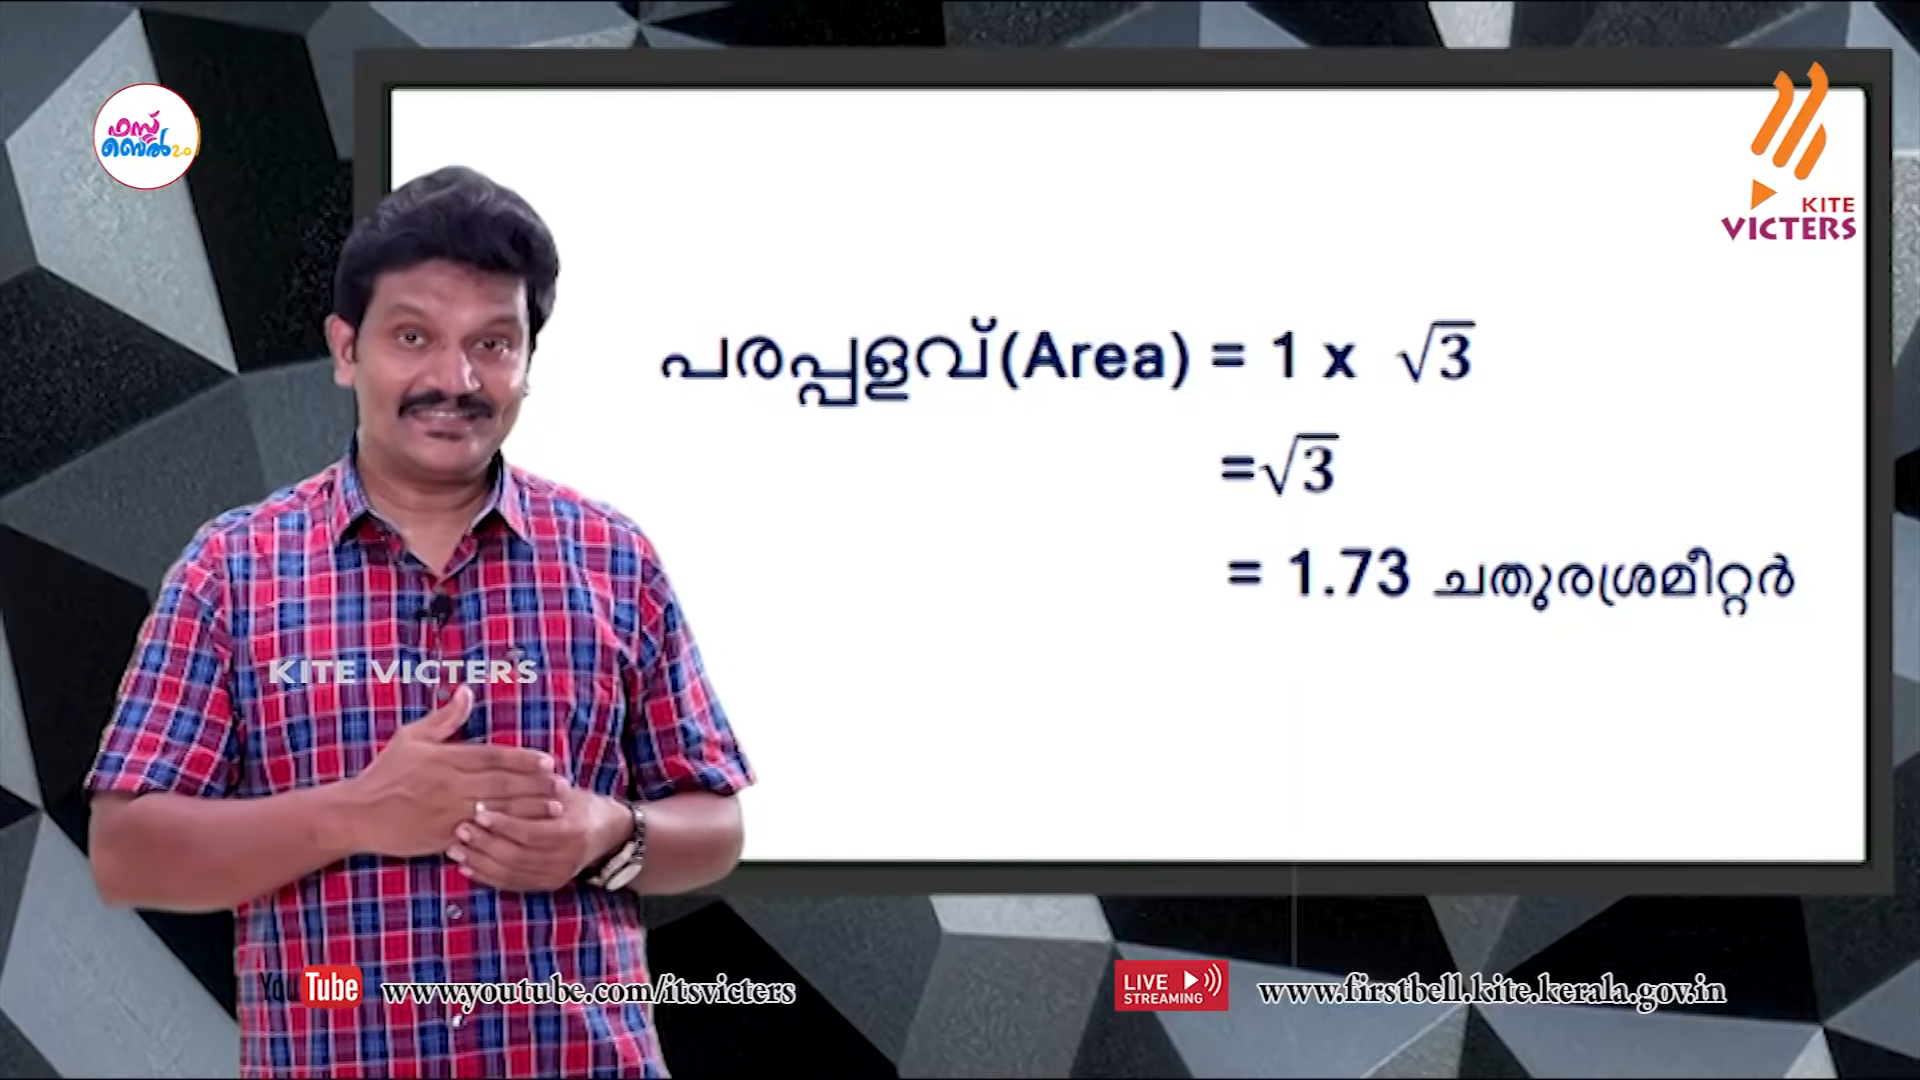 ഫസ്റ്റ്
ബെൽ 2.0
KITE
VICTERS
പരപ്പളവ് (Area) = 1 x √3
=√3
= 1.73 ചതുരശ്രമീറ്റർ
KITE VICTERS
YouTube www.youtube.com/itsvicters
LIVE STREAMING www.firstbell.kite.kerala.gov.in